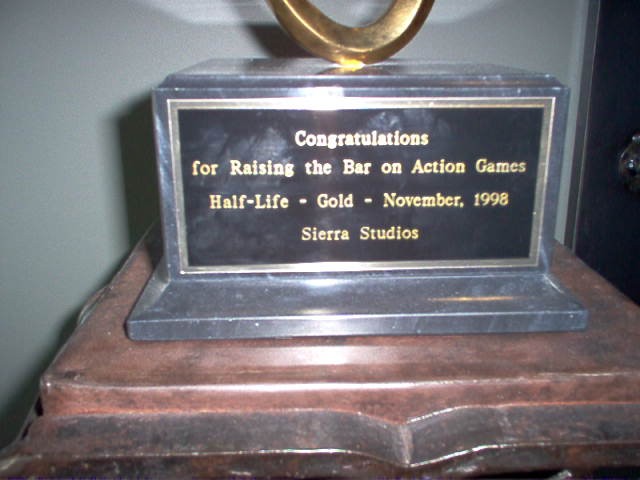 Congratulations
for Raising the Bar on Action Games
Half-Life - Gold - November, 1998
Sierra Studios